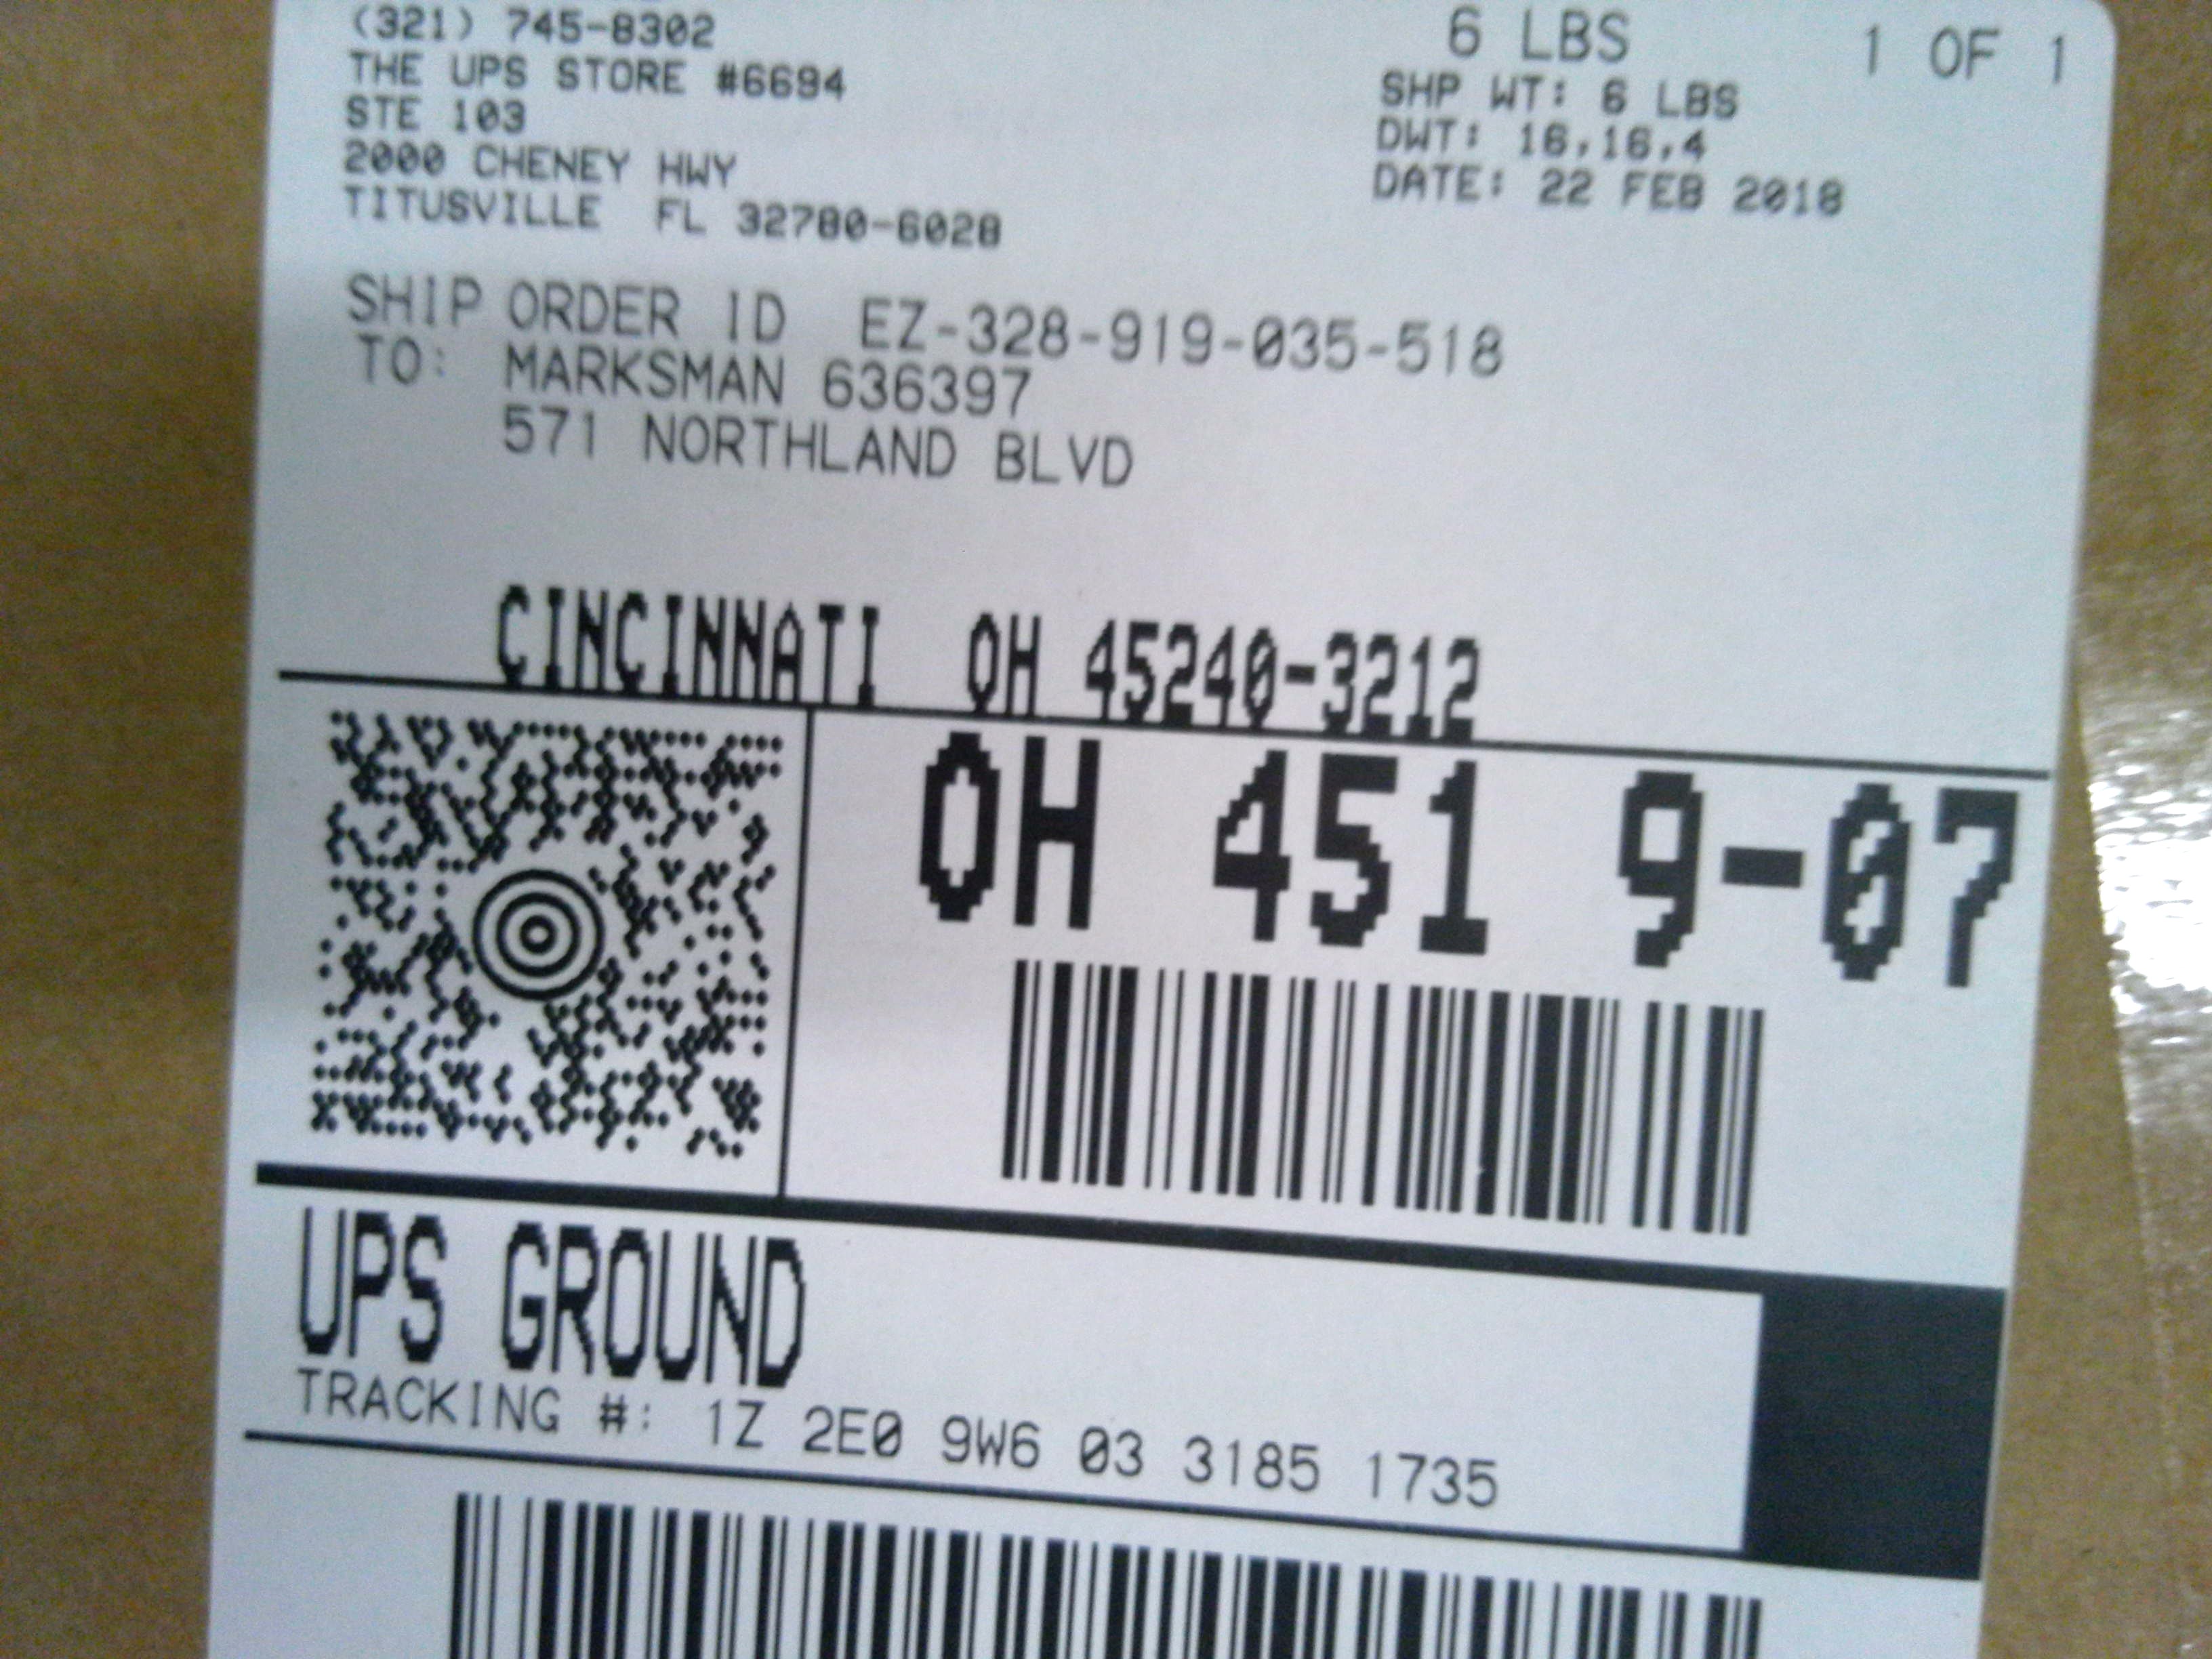 (321) 745-8302
THE UPS STORE #6694
STE 103
2000 CHENEY HWY
TITUSVILLE FL 32780-6028
6 LBS 1 OF 1
SHP WT: 6 LBS
DWT: 16,16,4
DATE: 22 FEB 2018
SHIP ORDER ID EZ-328-919-035-518
TO: MARKSMAN 636397
571 NORTHLAND BLVD
CINCINNATI OH 45240-3212
OH 451 9-07
UPS GROUND
TRACKING #: 1Z 2E0 9W6 03 3185 1735